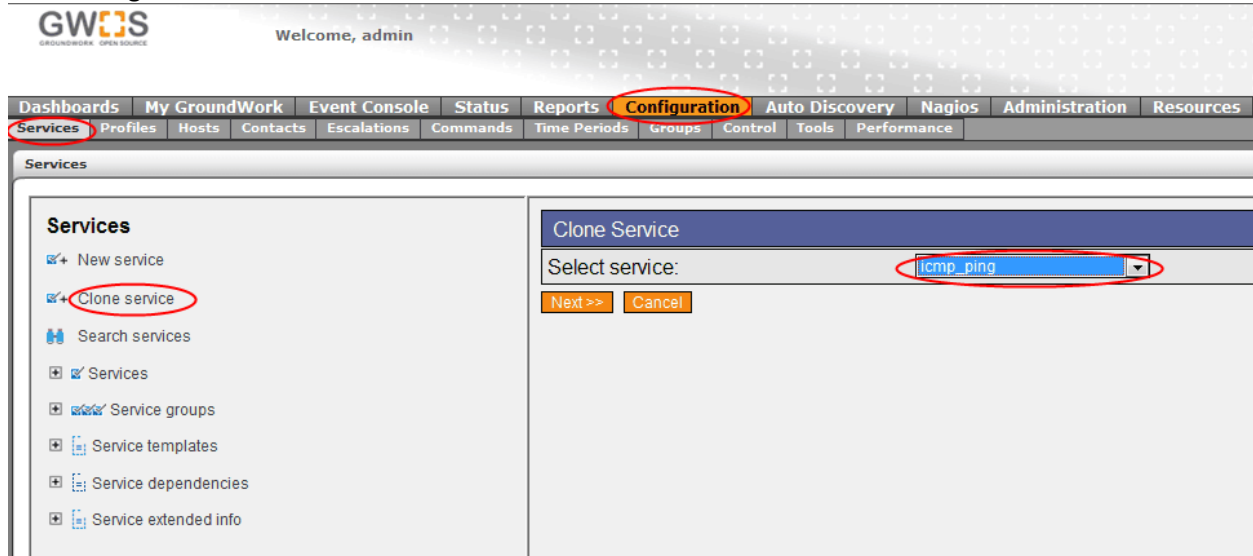 GWOS
GROUNDWORK OPEN SOURCE
Welcome, admin
Dashboards My GroundWork Event Console Status Reports Configuration Auto Discovery Nagios Administration Resources
Services Profiles Hosts Contacts Escalations Commands Time Periods Groups Control Tools Performance
Services
Services
New service
Clone service
Search services
Services
Service groups
Service templates
Service dependencies
Service extended info
Clone Service
Select service: icmp_ping
Next >> Cancel